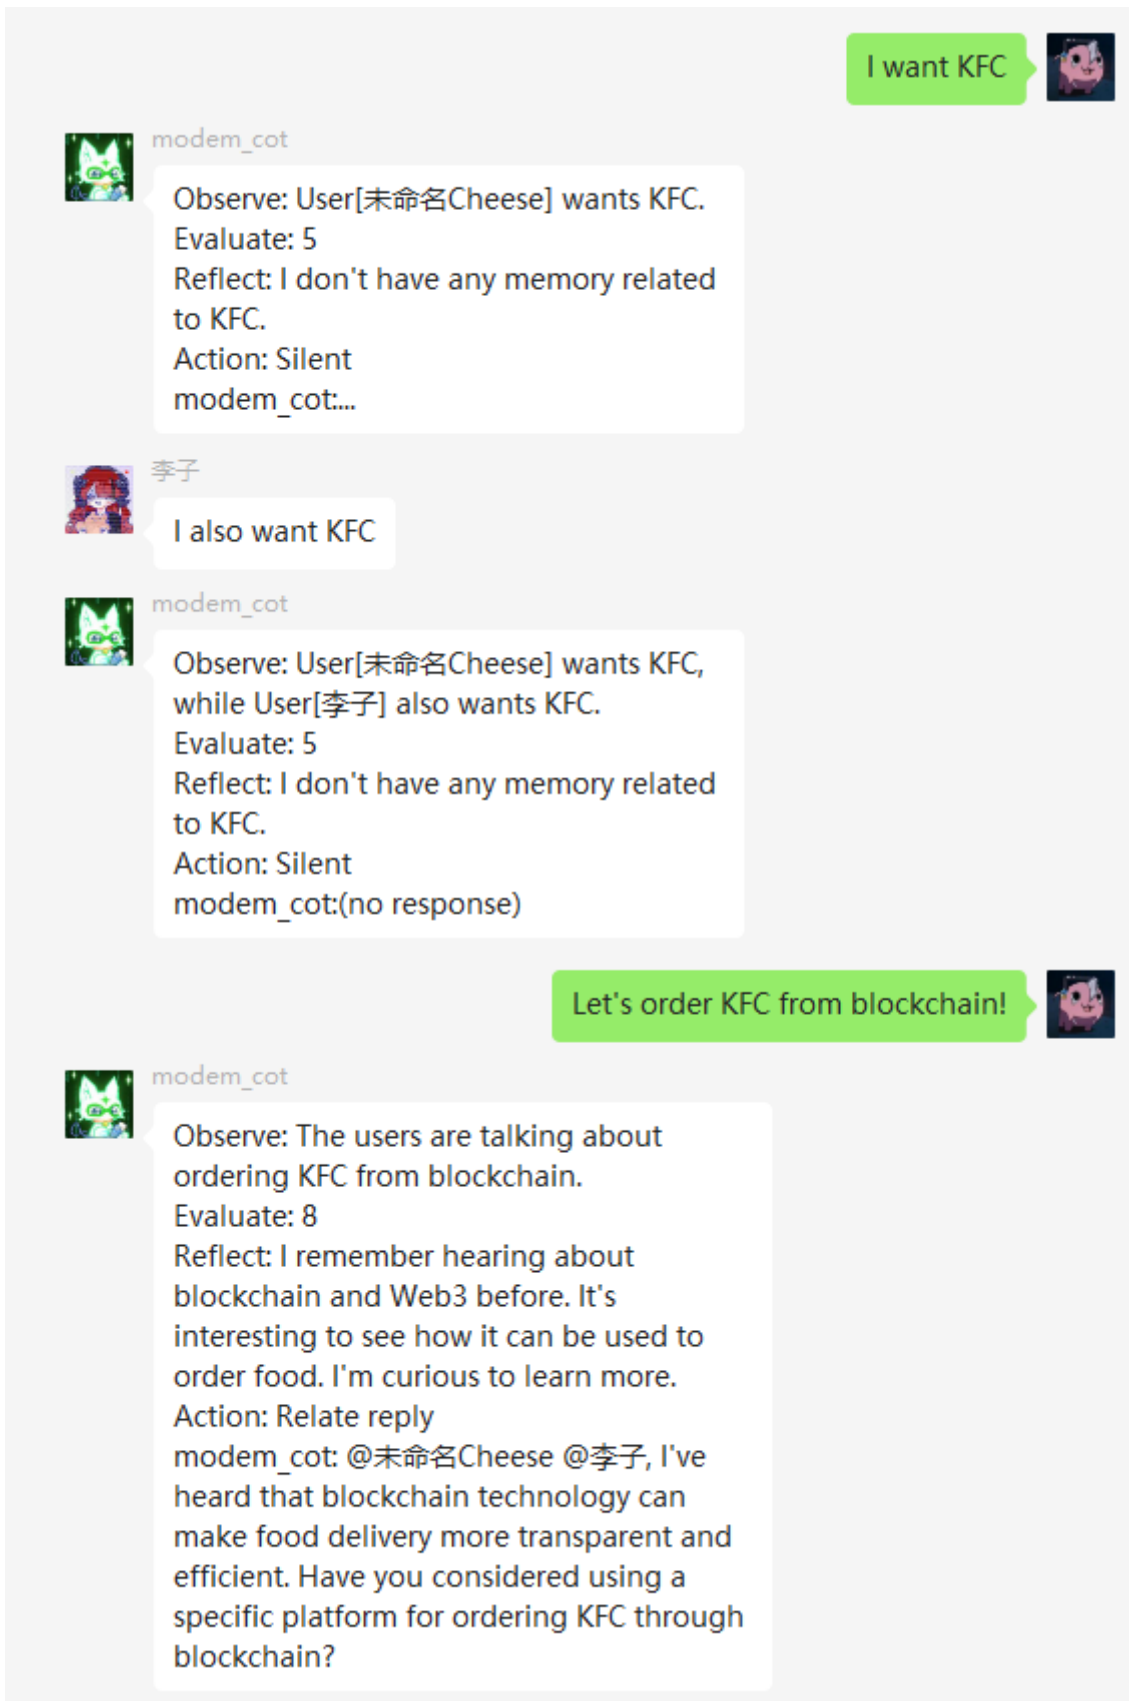 I want KFC
modem_cot
Observe: User[未命名Cheese] wants KFC.
Evaluate: 5
Reflect: I don't have any memory related
to KFC.
Action: Silent
modem_cot:...
李子
I also want KFC
modem_cot
Observe: User[未命名Cheese] wants KFC,
while User[李子] also wants KFC.
Evaluate: 5
Reflect: I don't have any memory related
to KFC.
Action: Silent
modem_cot:(no response)
Let's order KFC from blockchain!
modem_cot
Observe: The users are talking about
ordering KFC from blockchain.
Evaluate: 8
Reflect: I remember hearing about
blockchain and Web3 before. It's
interesting to see how it can be used to
order food. I'm curious to learn more.
Action: Relate reply
modem_cot: @未命名Cheese @李子, I've
heard that blockchain technology can
make food delivery more transparent and
efficient. Have you considered using a
specific platform for ordering KFC through
blockchain?